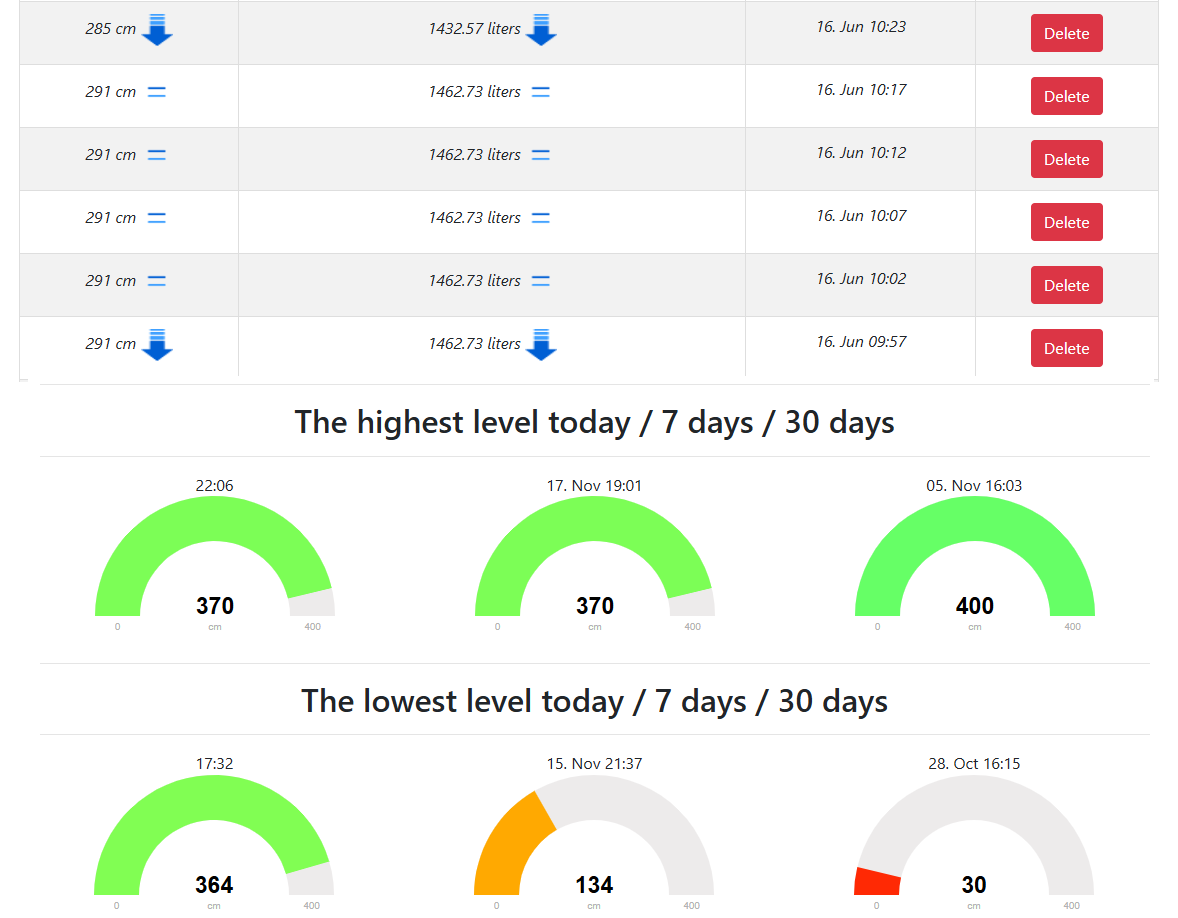 285 cm 1432.57 liters 16. Jun 10:23 Delete
291 cm 1462.73 liters 16. Jun 10:17 Delete
291 cm 1462.73 liters 16. Jun 10:12 Delete
291 cm 1462.73 liters 16. Jun 10:07 Delete
291 cm 1462.73 liters 16. Jun 10:02 Delete
291 cm 1462.73 liters 16. Jun 09:57 Delete
The highest level today / 7 days / 30 days
22:06 17. Nov 19:01 05. Nov 16:03
370 370 400
0 cm 400 0 cm 400 0 cm 400
The lowest level today / 7 days / 30 days
17:32 15. Nov 21:37 28. Oct 16:15
364 134 30
0 cm 400 0 cm 400 0 cm 400